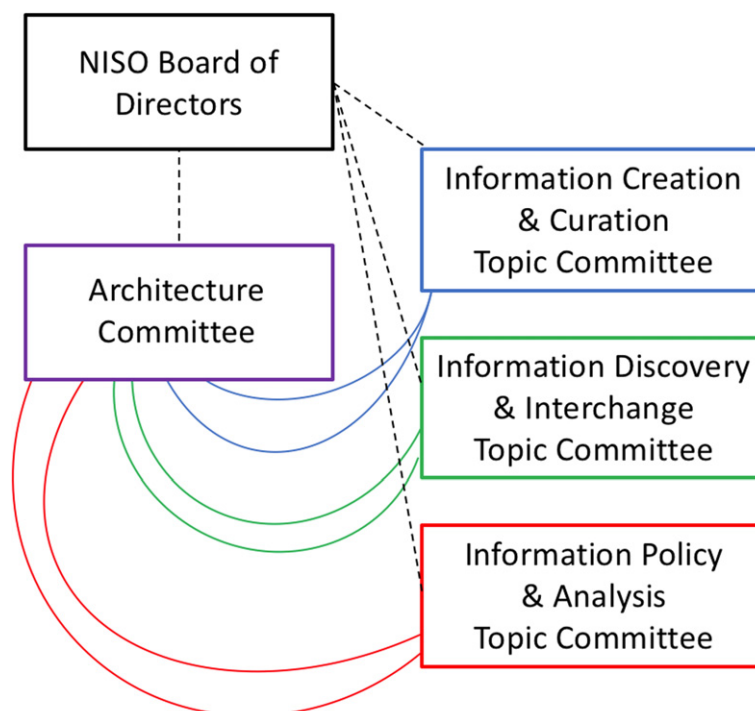 NISO Board of
Directors
Information Creation
& Curation
Topic Committee
Architecture
Committee
Information Discovery
& Interchange
Topic Committee
Information Policy
& Analysis
Topic Committee